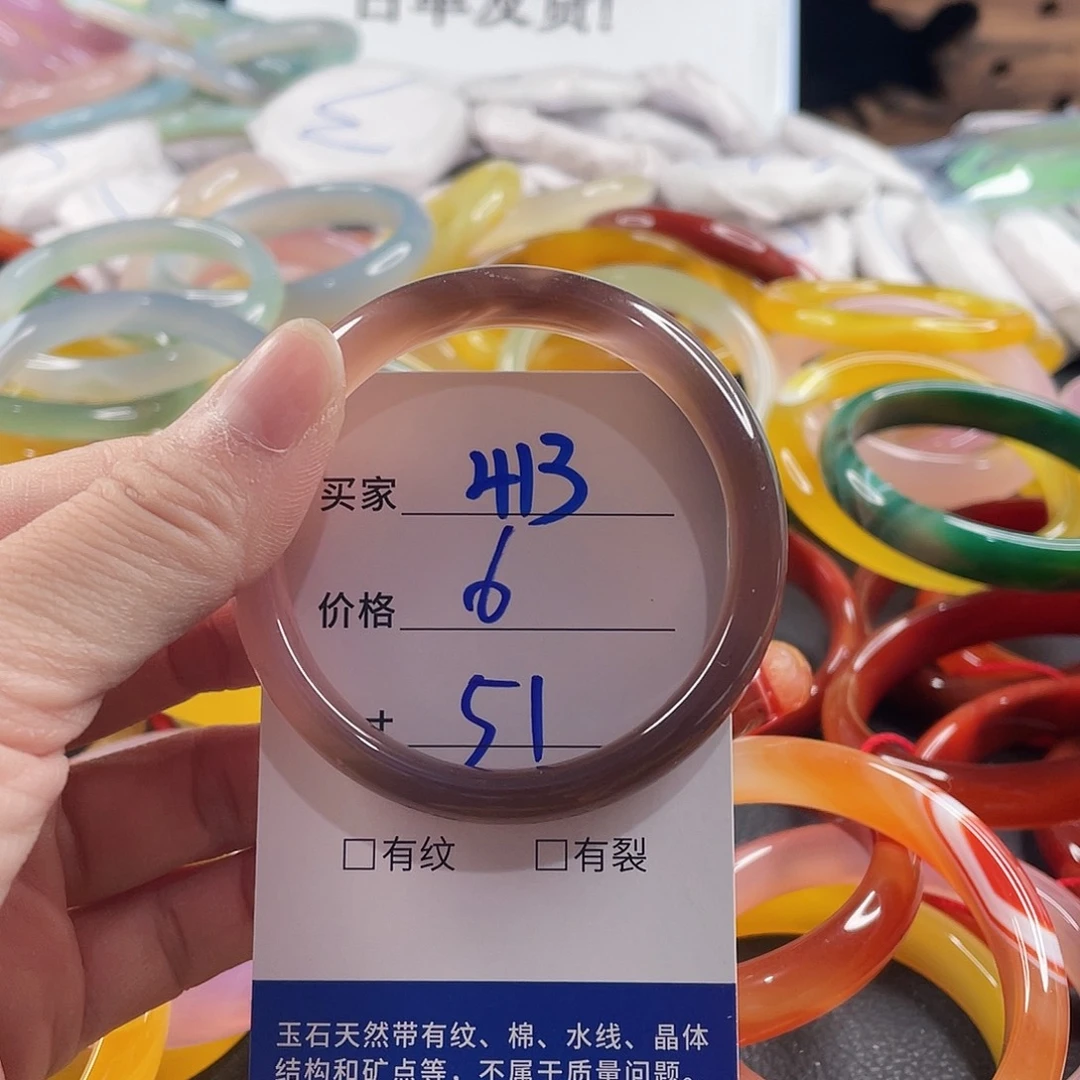 买家 413
价格 6
寸 51
□有纹 □有裂
玉石天然带有纹、棉、水线、晶体
结构和矿点等，不属于质量问题。